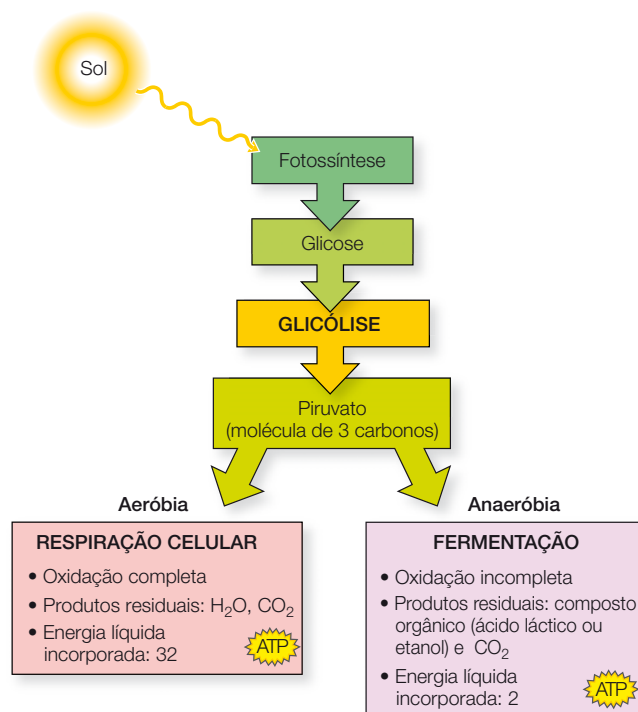 Sol
Fotossíntese
Glicose
GLICÓLISE
Piruvato
(molécula de 3 carbonos)
Aeróbia
RESPIRAÇÃO CELULAR
• Oxidação completa
• Produtos residuais: H₂O, CO₂
• Energia líquida
incorporada: 32
ATP
Anaeróbia
FERMENTAÇÃO
• Oxidação incompleta
• Produtos residuais: composto
orgânico (ácido láctico ou
etanol) e CO₂
• Energia líquida
incorporada: 2
ATP